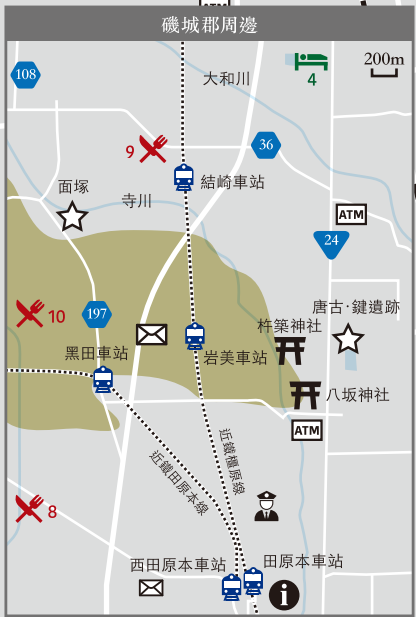 ATM
磯城郡周邊
108
大和川
4
200m
9
36
面塚
結崎車站
寺川
ATM
24
10
197
唐古・鍵遺跡
杵築神社
黑田車站
岩美車站
八坂神社
ATM
近鐵田原本線
近鐵橿原線
8
西田原本車站
田原本車站
i